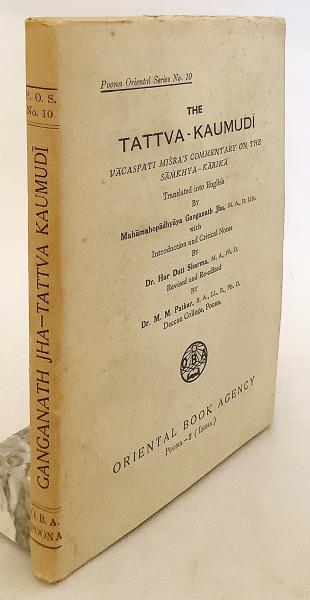 P. O. S.
No. 10
GANGANATH JHA—TATTVA KAUMUDĪ
O. B. A.
POONA
Poona Oriental Series No. 10
THE
TATTVA-KAUMUDĪ
VĀCASPATI MIŚRA'S COMMENTARY ON THE
SĀṀKHYA-KĀRIKĀ
Translated into English
BY
Mahāmahopādhyāya Ganganath Jha, M. A., D. Litt.
with
Introduction and Critical Notes
BY
Dr. Har Dutt Sharma, M. A., Ph. D.
Revised and Re-edited
BY
Dr. M. M. Patkar, B. A., LL. B., Ph. D.
Deccan College, Poona.
O B A
ORIENTAL BOOK AGENCY
POONA-2 (INDIA)